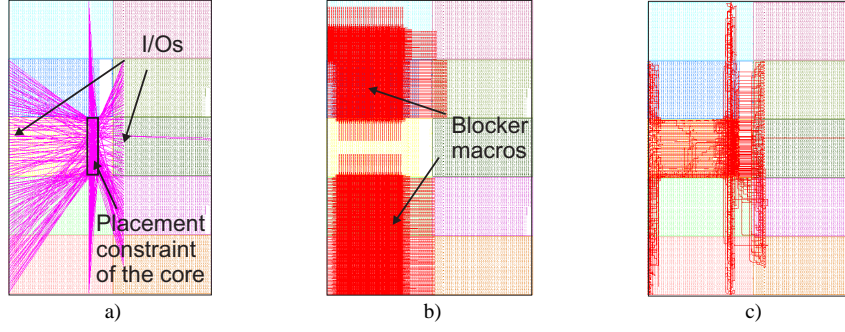 I/Os
Placement
constraint
of the core
a)
Blocker
macros
b)
c)